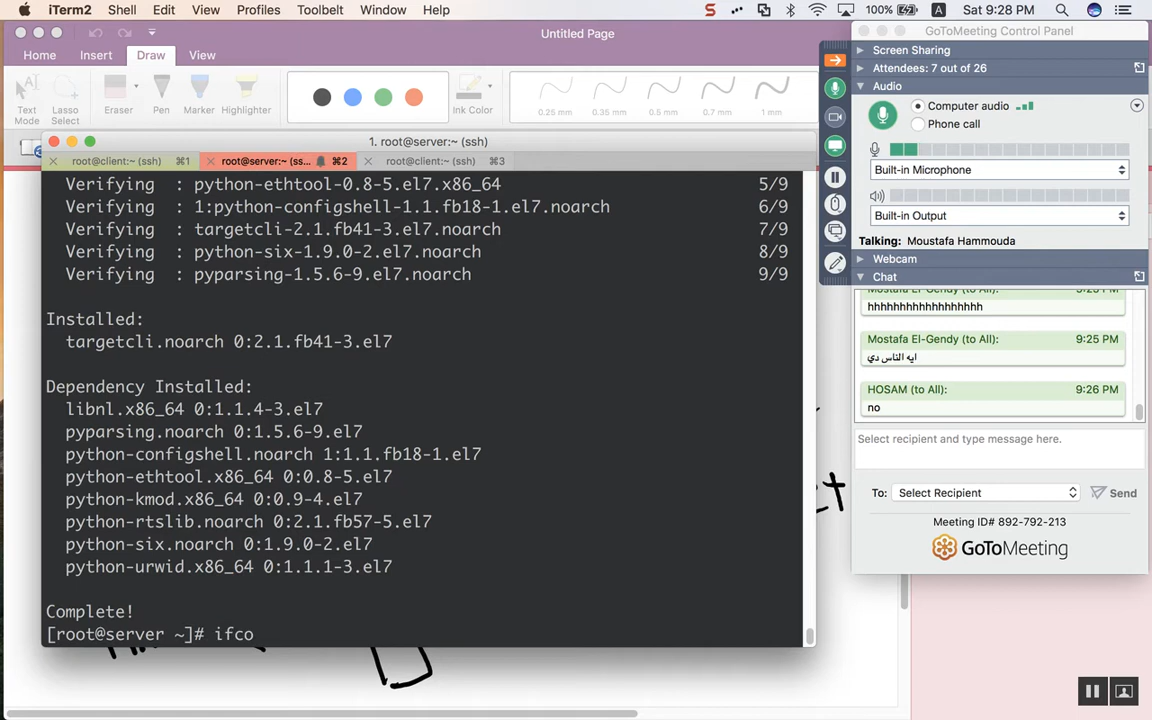 iTerm2 Shell Edit View Profiles Toolbelt Window Help 100% A Sat 9:28 PM
Untitled Page
Home Insert Draw View
Text Mode
Lasso Select
Eraser
Pen
Marker
Highlighter
Ink Color
0.25 mm 0.35 mm 0.5 mm 0.7 mm 1 mm
1. root@server:~ (ssh)
root@client:~ (ssh) ⌘1 root@server:~ (ss... ⌘2 root@client:~ (ssh) ⌘3
Verifying : python-ethtool-0.8-5.el7.x86_64 5/9
Verifying : 1:python-configshell-1.1.fb18-1.el7.noarch 6/9
Verifying : targetcli-2.1.fb41-3.el7.noarch 7/9
Verifying : python-six-1.9.0-2.el7.noarch 8/9
Verifying : pyparsing-1.5.6-9.el7.noarch 9/9
Installed:
targetcli.noarch 0:2.1.fb41-3.el7
Dependency Installed:
libnl.x86_64 0:1.1.4-3.el7
pyparsing.noarch 0:1.5.6-9.el7
python-configshell.noarch 1:1.1.fb18-1.el7
python-ethtool.x86_64 0:0.8-5.el7
python-kmod.x86_64 0:0.9-4.el7
python-rtslib.noarch 0:2.1.fb57-5.el7
python-six.noarch 0:1.9.0-2.el7
python-urwid.x86_64 0:1.1.1-3.el7
Complete!
[root@server ~]# ifco
GoToMeeting Control Panel
Screen Sharing
Attendees: 7 out of 26
Audio
Computer audio
Phone call
Built-in Microphone
Built-in Output
Talking: Moustafa Hammouda
Webcam
Chat
Mostafa El-Gendy (to All):
hhhhhhhhhhhhhhhhhh
Mostafa El-Gendy (to All): 9:25 PM
ايه الناس دي
HOSAM (to All): 9:26 PM
no
Select recipient and type message here.
To: Select Recipient Send
Meeting ID# 892-792-213
GoToMeeting